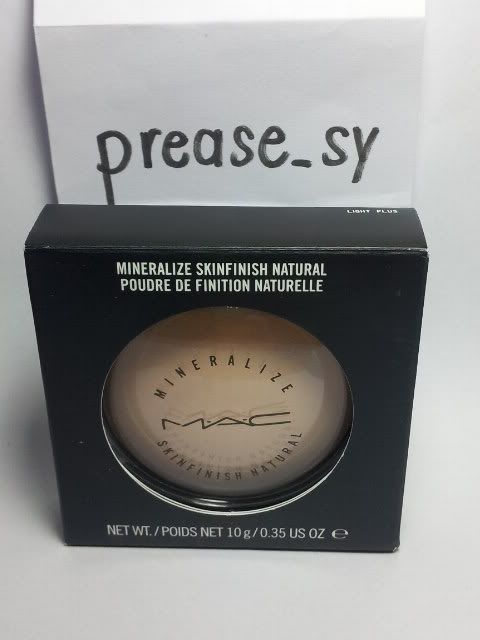 prease_sy
LIGHT PLUS
MINERALIZE SKINFINISH NATURAL
POUDRE DE FINITION NATURELLE
MINERALIZE
M·A·C
SKINFINISH NATURAL
NET WT./POIDS NET 10 g/0.35 US OZ ℮